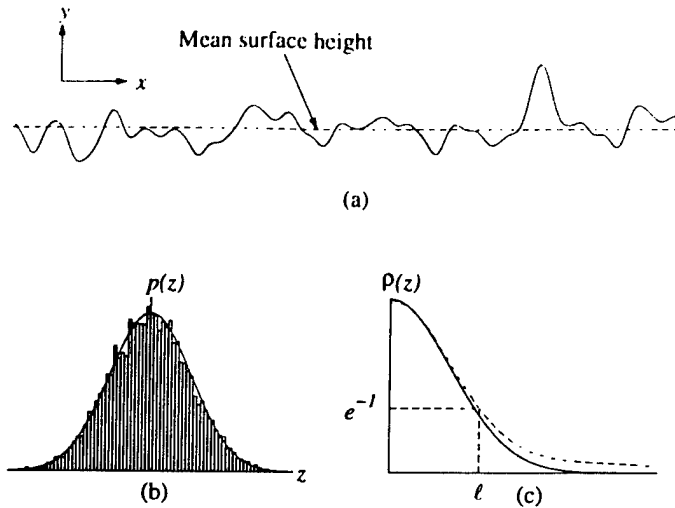 y
x
Mean surface height
(a)
p(z)
z
(b)
ρ(z)
e⁻¹
ℓ
(c)